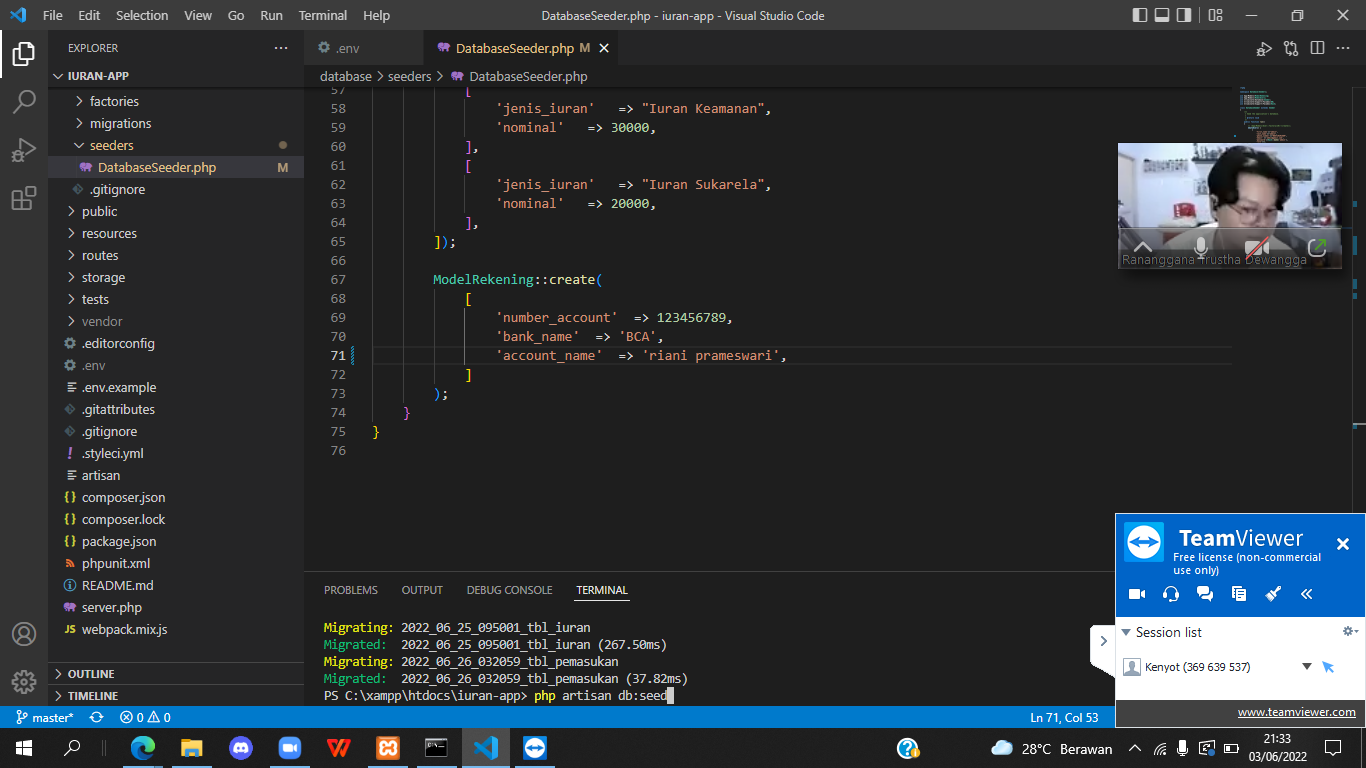 File Edit Selection View Go Run Terminal Help DatabaseSeeder.php - iuran-app - Visual Studio Code
EXPLORER
IURAN-APP
factories
migrations
seeders
DatabaseSeeder.php M
.gitignore
public
resources
routes
storage
tests
vendor
.editorconfig
.env
.env.example
.gitattributes
.gitignore
.styleci.yml
artisan
composer.json
composer.lock
package.json
phpunit.xml
README.md
server.php
JS webpack.mix.js
OUTLINE
TIMELINE
.env DatabaseSeeder.php M
database > seeders > DatabaseSeeder.php
57 [
58 'jenis_iuran' => "Iuran Keamanan",
59 'nominal' => 30000,
60 ],
61 [
62 'jenis_iuran' => "Iuran Sukarela",
63 'nominal' => 20000,
64 ],
65 ]);
66
67 ModelRekening::create(
68 [
69 'number_account' => 123456789,
70 'bank_name' => 'BCA',
71 'account_name' => 'riani prameswari',
72 ]
73 );
74 }
75 }
76
Rananggana Trustha Dewangga
PROBLEMS OUTPUT DEBUG CONSOLE TERMINAL
Migrating: 2022_06_25_095001_tbl_iuran
Migrated: 2022_06_25_095001_tbl_iuran (267.50ms)
Migrating: 2022_06_26_032059_tbl_pemasukan
Migrated: 2022_06_26_032059_tbl_pemasukan (37.82ms)
PS C:\xampp\htdocs\iuran-app> php artisan db:seed
TeamViewer
Free license (non-commercial
use only)
Session list
Kenyot (369 639 537)
www.teamviewer.com
master* 0 0 Ln 71, Col 53
28°C Berawan
21:33
03/06/2022